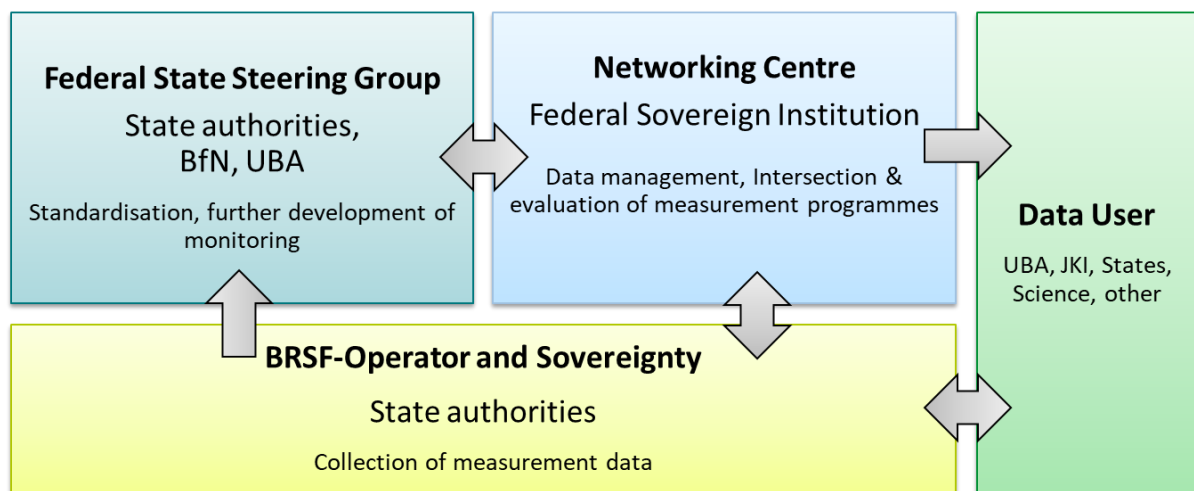 Federal State Steering Group
State authorities,
BfN, UBA
Standardisation, further development of
monitoring
Networking Centre
Federal Sovereign Institution
Data management, Intersection &
evaluation of measurement programmes
Data User
UBA, JKI, States,
Science, other
BRSF-Operator and Sovereignty
State authorities
Collection of measurement data